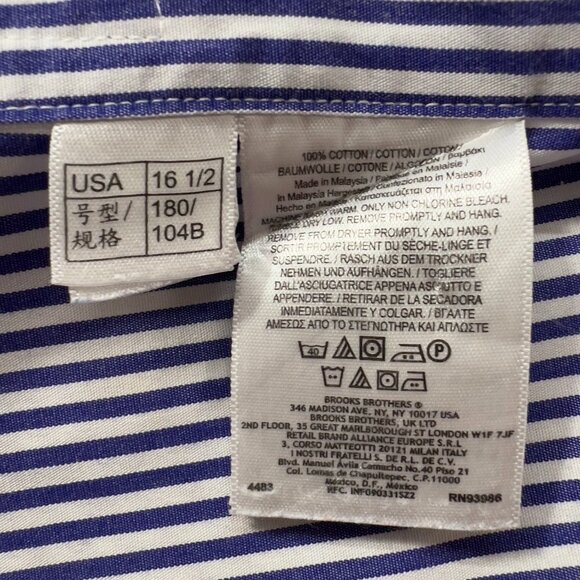 USA 16 1/2
号型/ 180/
规格 104B
100% COTTON / COTTON / COTON /
BAUMWOLLE / COTONE / ALGODON / βαμβάκι
Made in Malaysia / Fabriqué en Malaisie /
in Malaysia Hergestellt / Confezionato in Malesia
Hecho en Malasia / Κατασκευάζεται στη Μαλαισία
MACHINE WASH WARM. ONLY NON CHLORINE BLEACH.
TUMBLE DRY LOW. REMOVE PROMPTLY AND HANG.
REMOVE FROM DRYER PROMPTLY AND HANG. /
SORTIR PROMPTEMENT DU SÈCHE-LINGE ET
SUSPENDRE. / RASCH AUS DEM TROCKNER
NEHMEN UND AUFHÄNGEN. / TOGLIERE
DALL'ASCIUGATRICE APPENA ASCIUTTO E
APPENDERE. / RETIRAR DE LA SECADORA
INMEDIATAMENTE Y COLGAR. /
ΑΜΕΣΩΣ ΑΠΟ ΤΟ ΣΤΕΓΝΩΤΗΡΑ ΚΑΙ ΑΠΛΩΣΤΕ
40 P
BROOKS BROTHERS ®
346 MADISON AVE, NY, NY 10017 USA
BROOKS BROTHERS, UK LTD
2ND FLOOR, 35 GREAT MARLBOROUGH ST LONDON W1F 7JF
RETAIL BRAND ALLIANCE EUROPE S.R.L
3, CORSO MATTEOTTI 20121 MILAN ITALY
I NOSTRI FRATELLI S. DE R.L. DE C.V.
Blvd. Manuel Ávila Camacho No.40 Piso 21
Col. Lomas de Chapultepec, C.P.11000
México, D.F. México
4483 RFC. INF090331SZ2 RN93986